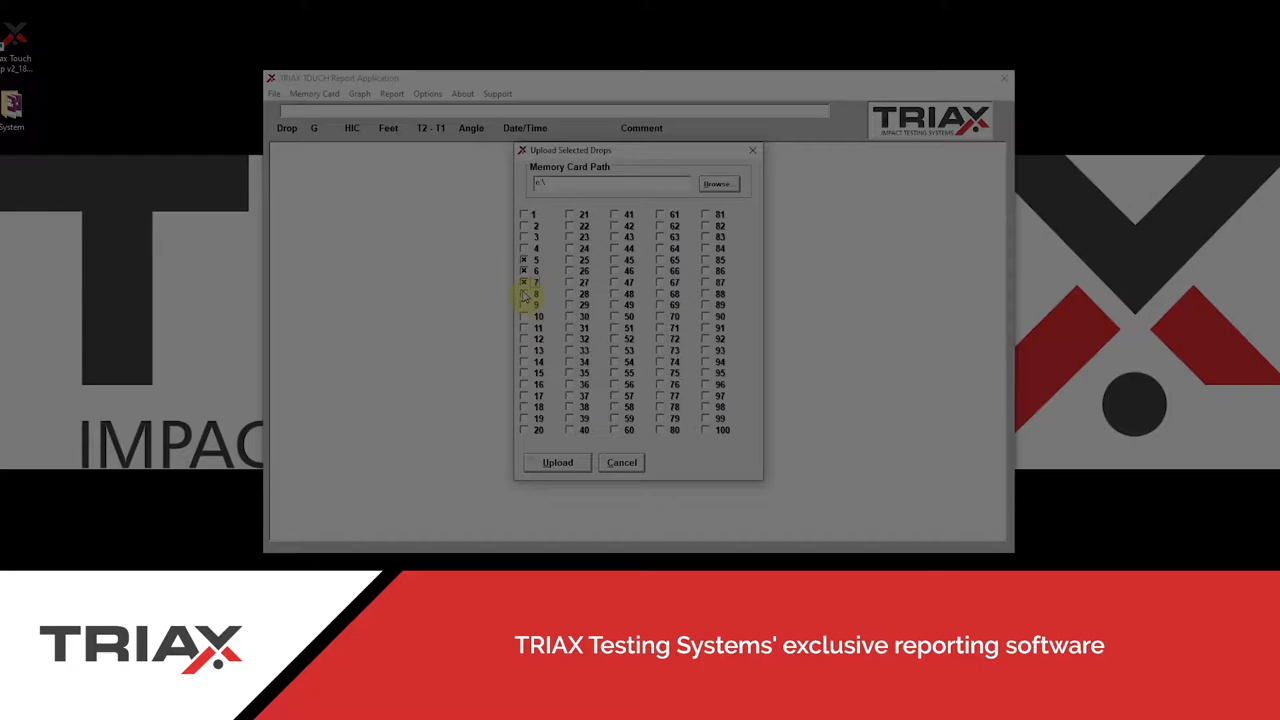 ax Touch
p v2_18...
System
TRIAX TOUCH Report Application
File Memory Card Graph Report Options About Support
Drop G HIC Feet T2 - T1 Angle Date/Time Comment
TRIAX
IMPACT TESTING SYSTEMS
Upload Selected Drops
Memory Card Path
e:\ Browse...
1 21 41 61 81
2 22 42 62 82
3 23 43 63 83
4 24 44 64 84
5 25 45 65 85
6 26 46 66 86
7 27 47 67 87
8 28 48 68 88
9 29 49 69 89
10 30 50 70 90
11 31 51 71 91
12 32 52 72 92
13 33 53 73 93
14 34 54 74 94
15 35 55 75 95
16 36 56 76 96
17 37 57 77 97
18 38 58 78 98
19 39 59 79 99
20 40 60 80 100
Upload Cancel
T X
IMPAC
TRIAX
TRIAX Testing Systems' exclusive reporting software